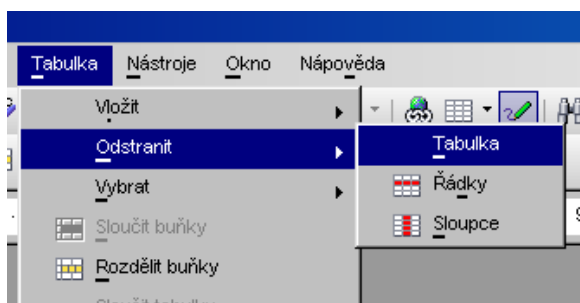 Tabulka Nástroje Okno Nápověda
Vložit
Odstranit
Vybrat
Sloučit buňky
Rozdělit buňky
Tabulka
Řádky
Sloupce